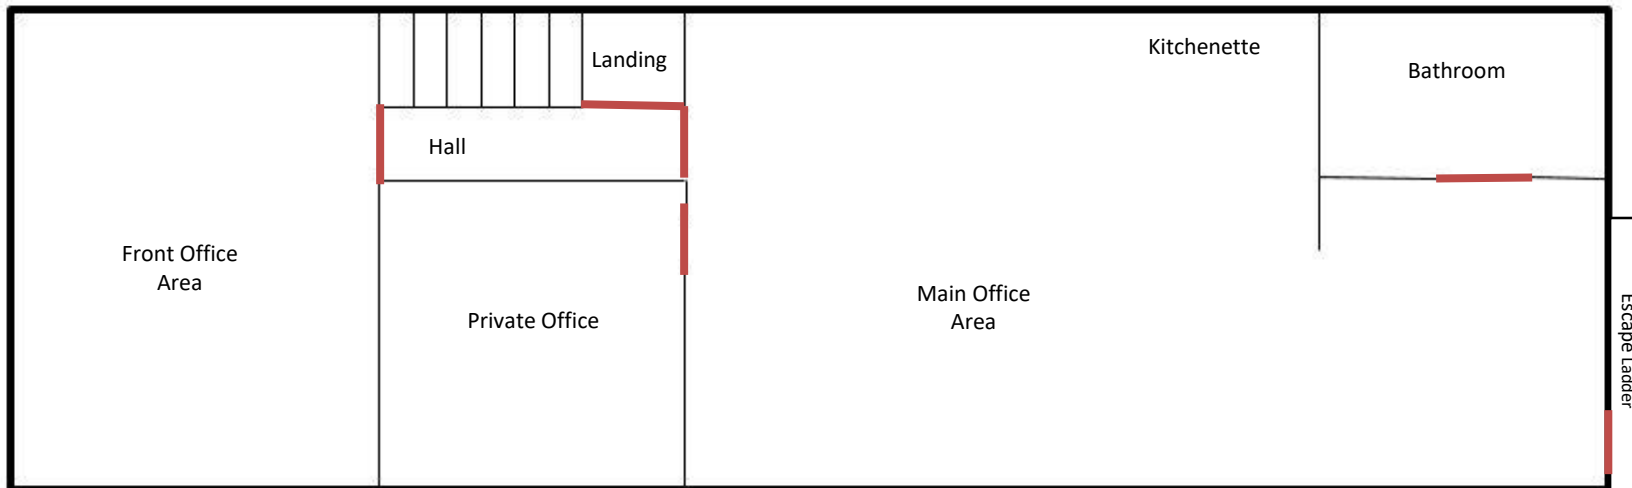 Landing
Kitchenette
Bathroom
Hall
Front Office
Area
Private Office
Main Office
Area
Escape Ladder